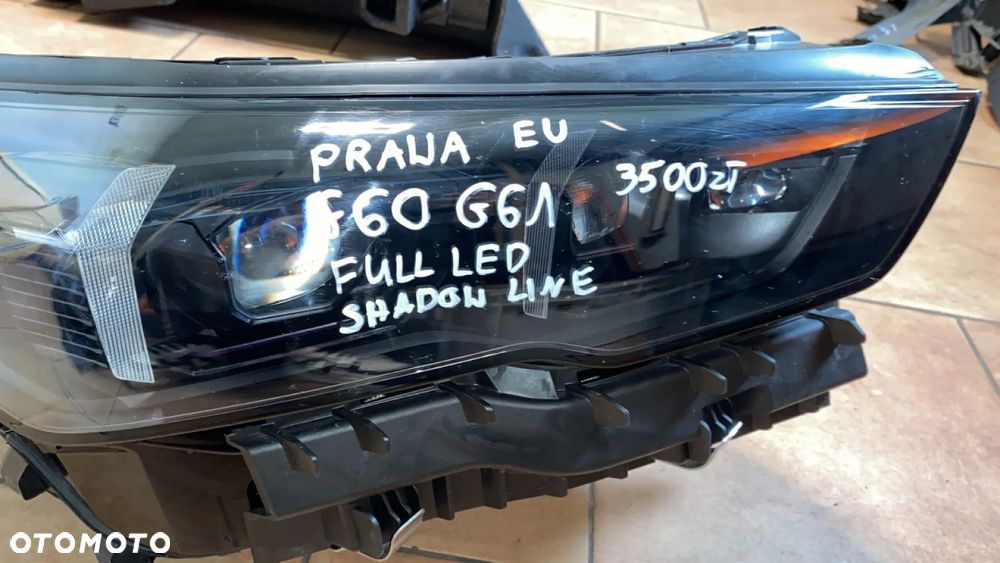 PRAWA EU
G60 G61
3500zł
FULL LED
SHADOW LINE
OTOMOTO